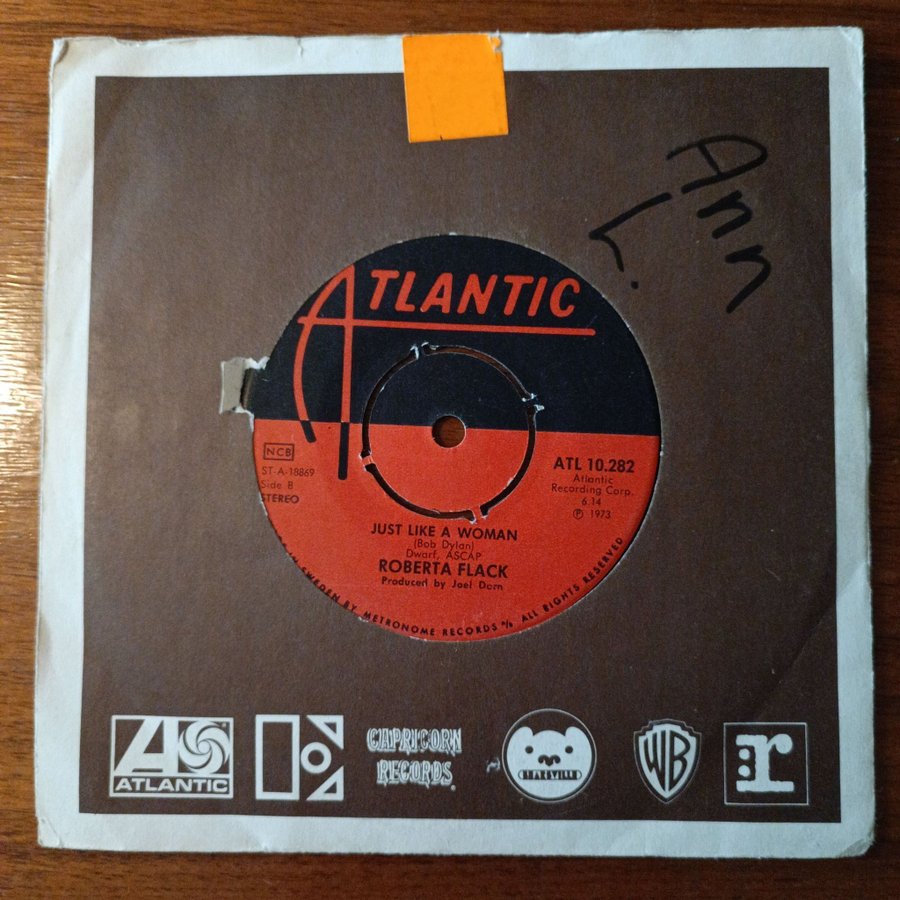 Ann
L.
ATLANTIC
NCB
ST-A-18869
Side B
STEREO
ATL 10.282
Atlantic
Recording Corp.
6.14
℗ 1973
JUST LIKE A WOMAN
(Bob Dylan)
Dwarf, ASCAP
ROBERTA FLACK
Produced by Joel Dorn
SWEDEN BY METRONOME RECORDS A/S ALL RIGHTS RESERVED
ATLANTIC
CAPRICORN
RECORDS.
BEARSVILLE
WB
r